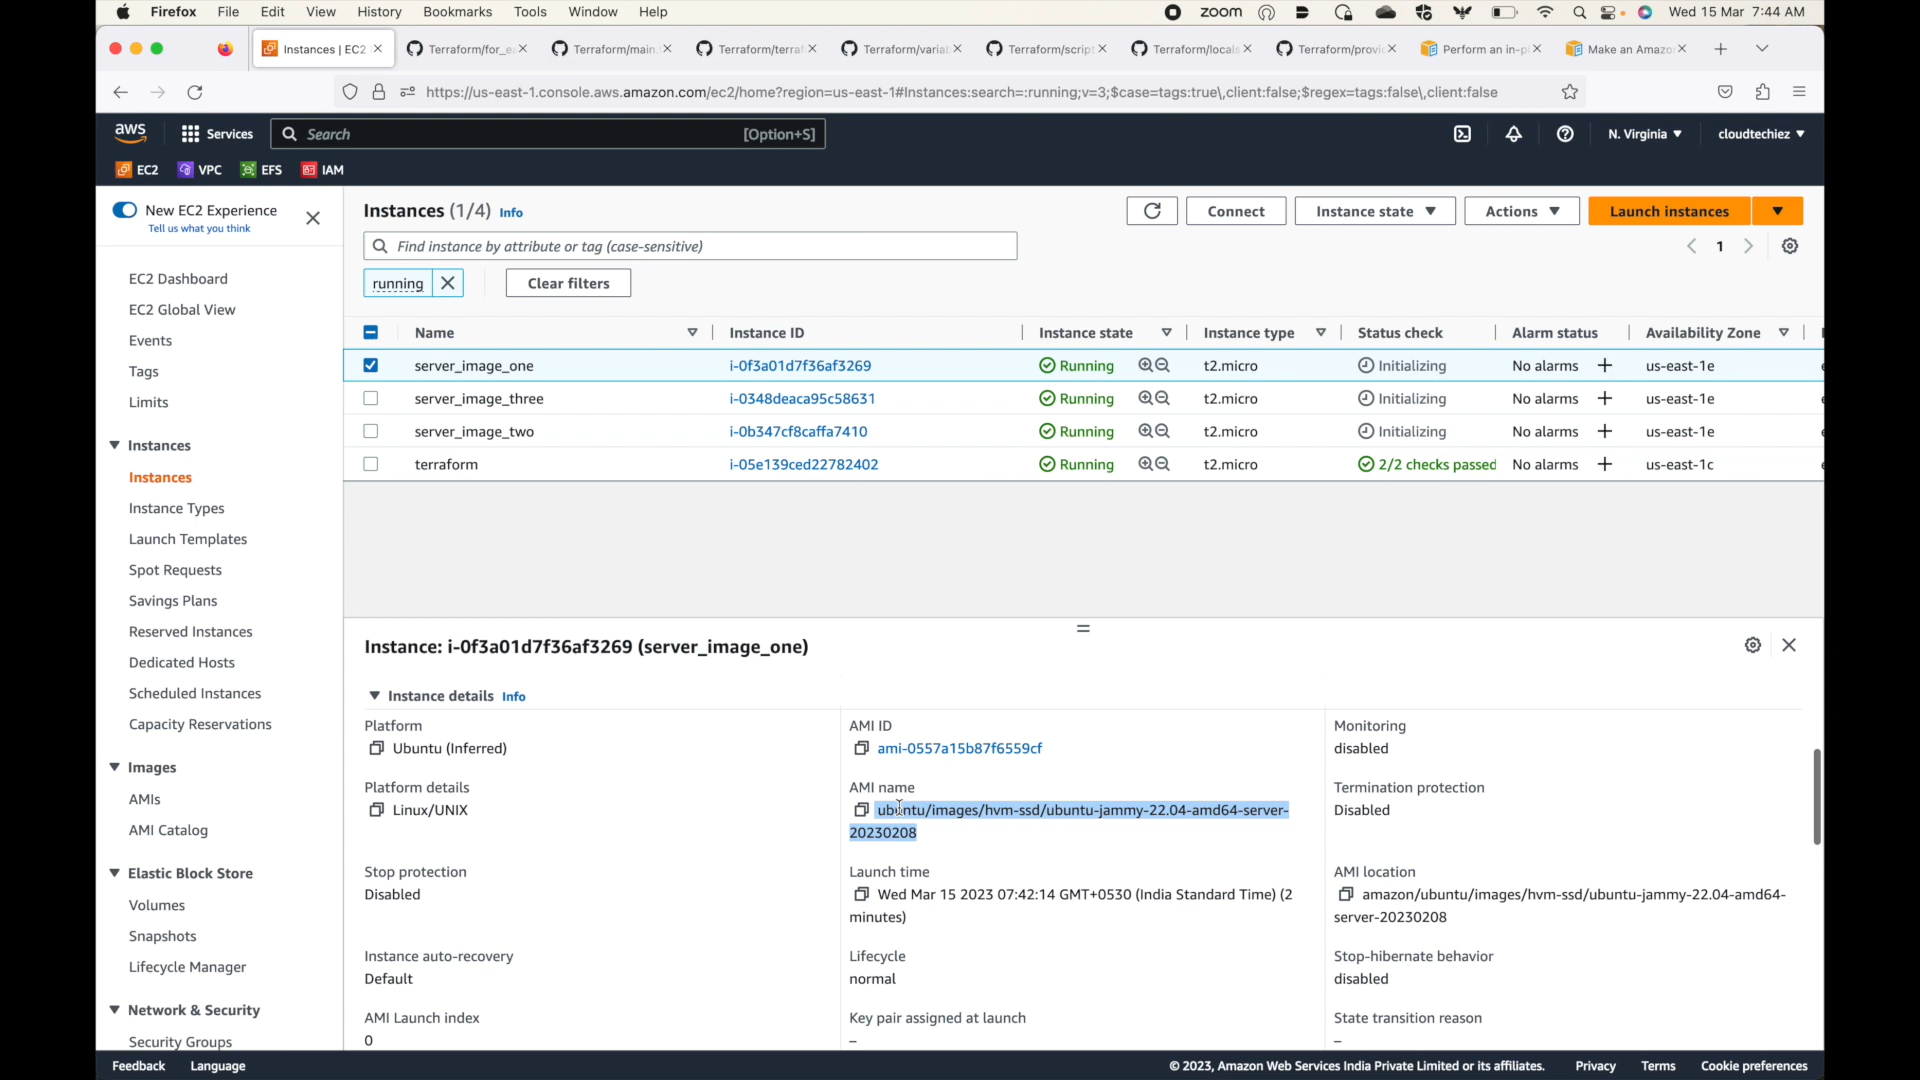 Firefox File Edit View History Bookmarks Tools Window Help zoom Wed 15 Mar 7:44 AM
Instances | EC2 Terraform/for_e Terraform/main. Terraform/terraf Terraform/varial Terraform/script Terraform/locals Terraform/provic Perform an in-pl Make an Amazo
https://us-east-1.console.aws.amazon.com/ec2/home?region=us-east-1#Instances:search=:running;v=3;$case=tags:true\,client:false;$regex=tags:false\,client:false
aws Services Search [Option+S] N. Virginia cloudtechiez
EC2 VPC EFS IAM
New EC2 Experience
Tell us what you think
EC2 Dashboard
EC2 Global View
Events
Tags
Limits
Instances
Instances
Instance Types
Launch Templates
Spot Requests
Savings Plans
Reserved Instances
Dedicated Hosts
Scheduled Instances
Capacity Reservations
Images
AMIs
AMI Catalog
Elastic Block Store
Volumes
Snapshots
Lifecycle Manager
Network & Security
Security Groups
Instances (1/4) Info Connect Instance state Actions Launch instances
Find instance by attribute or tag (case-sensitive) 1
running Clear filters
Name Instance ID Instance state Instance type Status check Alarm status Availability Zone
server_image_one i-0f3a01d7f36af3269 Running t2.micro Initializing No alarms us-east-1e
server_image_three i-0348deaca95c58631 Running t2.micro Initializing No alarms us-east-1e
server_image_two i-0b347cf8caffa7410 Running t2.micro Initializing No alarms us-east-1e
terraform i-05e139ced22782402 Running t2.micro 2/2 checks passed No alarms us-east-1c
Instance: i-0f3a01d7f36af3269 (server_image_one)
Instance details Info
Platform
Ubuntu (Inferred)
AMI ID
ami-0557a15b87f6559cf
Monitoring
disabled
Platform details
Linux/UNIX
AMI name
ubuntu/images/hvm-ssd/ubuntu-jammy-22.04-amd64-server-
20230208
Termination protection
Disabled
Stop protection
Disabled
Launch time
Wed Mar 15 2023 07:42:14 GMT+0530 (India Standard Time) (2
minutes)
AMI location
amazon/ubuntu/images/hvm-ssd/ubuntu-jammy-22.04-amd64-
server-20230208
Instance auto-recovery
Default
Lifecycle
normal
Stop-hibernate behavior
disabled
AMI Launch index
0
Key pair assigned at launch
–
State transition reason
–
Feedback Language © 2023, Amazon Web Services India Private Limited or its affiliates. Privacy Terms Cookie preferences